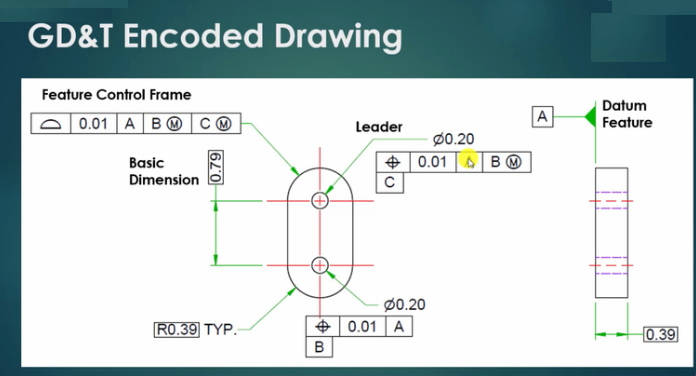 GD&T Encoded Drawing
Feature Control Frame
⌓ 0.01 A B Ⓜ C Ⓜ
Leader
Ø0.20
⌖ 0.01 A B Ⓜ
C
A
Datum
Feature
Basic
Dimension
0.79
R0.39 TYP.
Ø0.20
⌖ 0.01 A
B
0.39